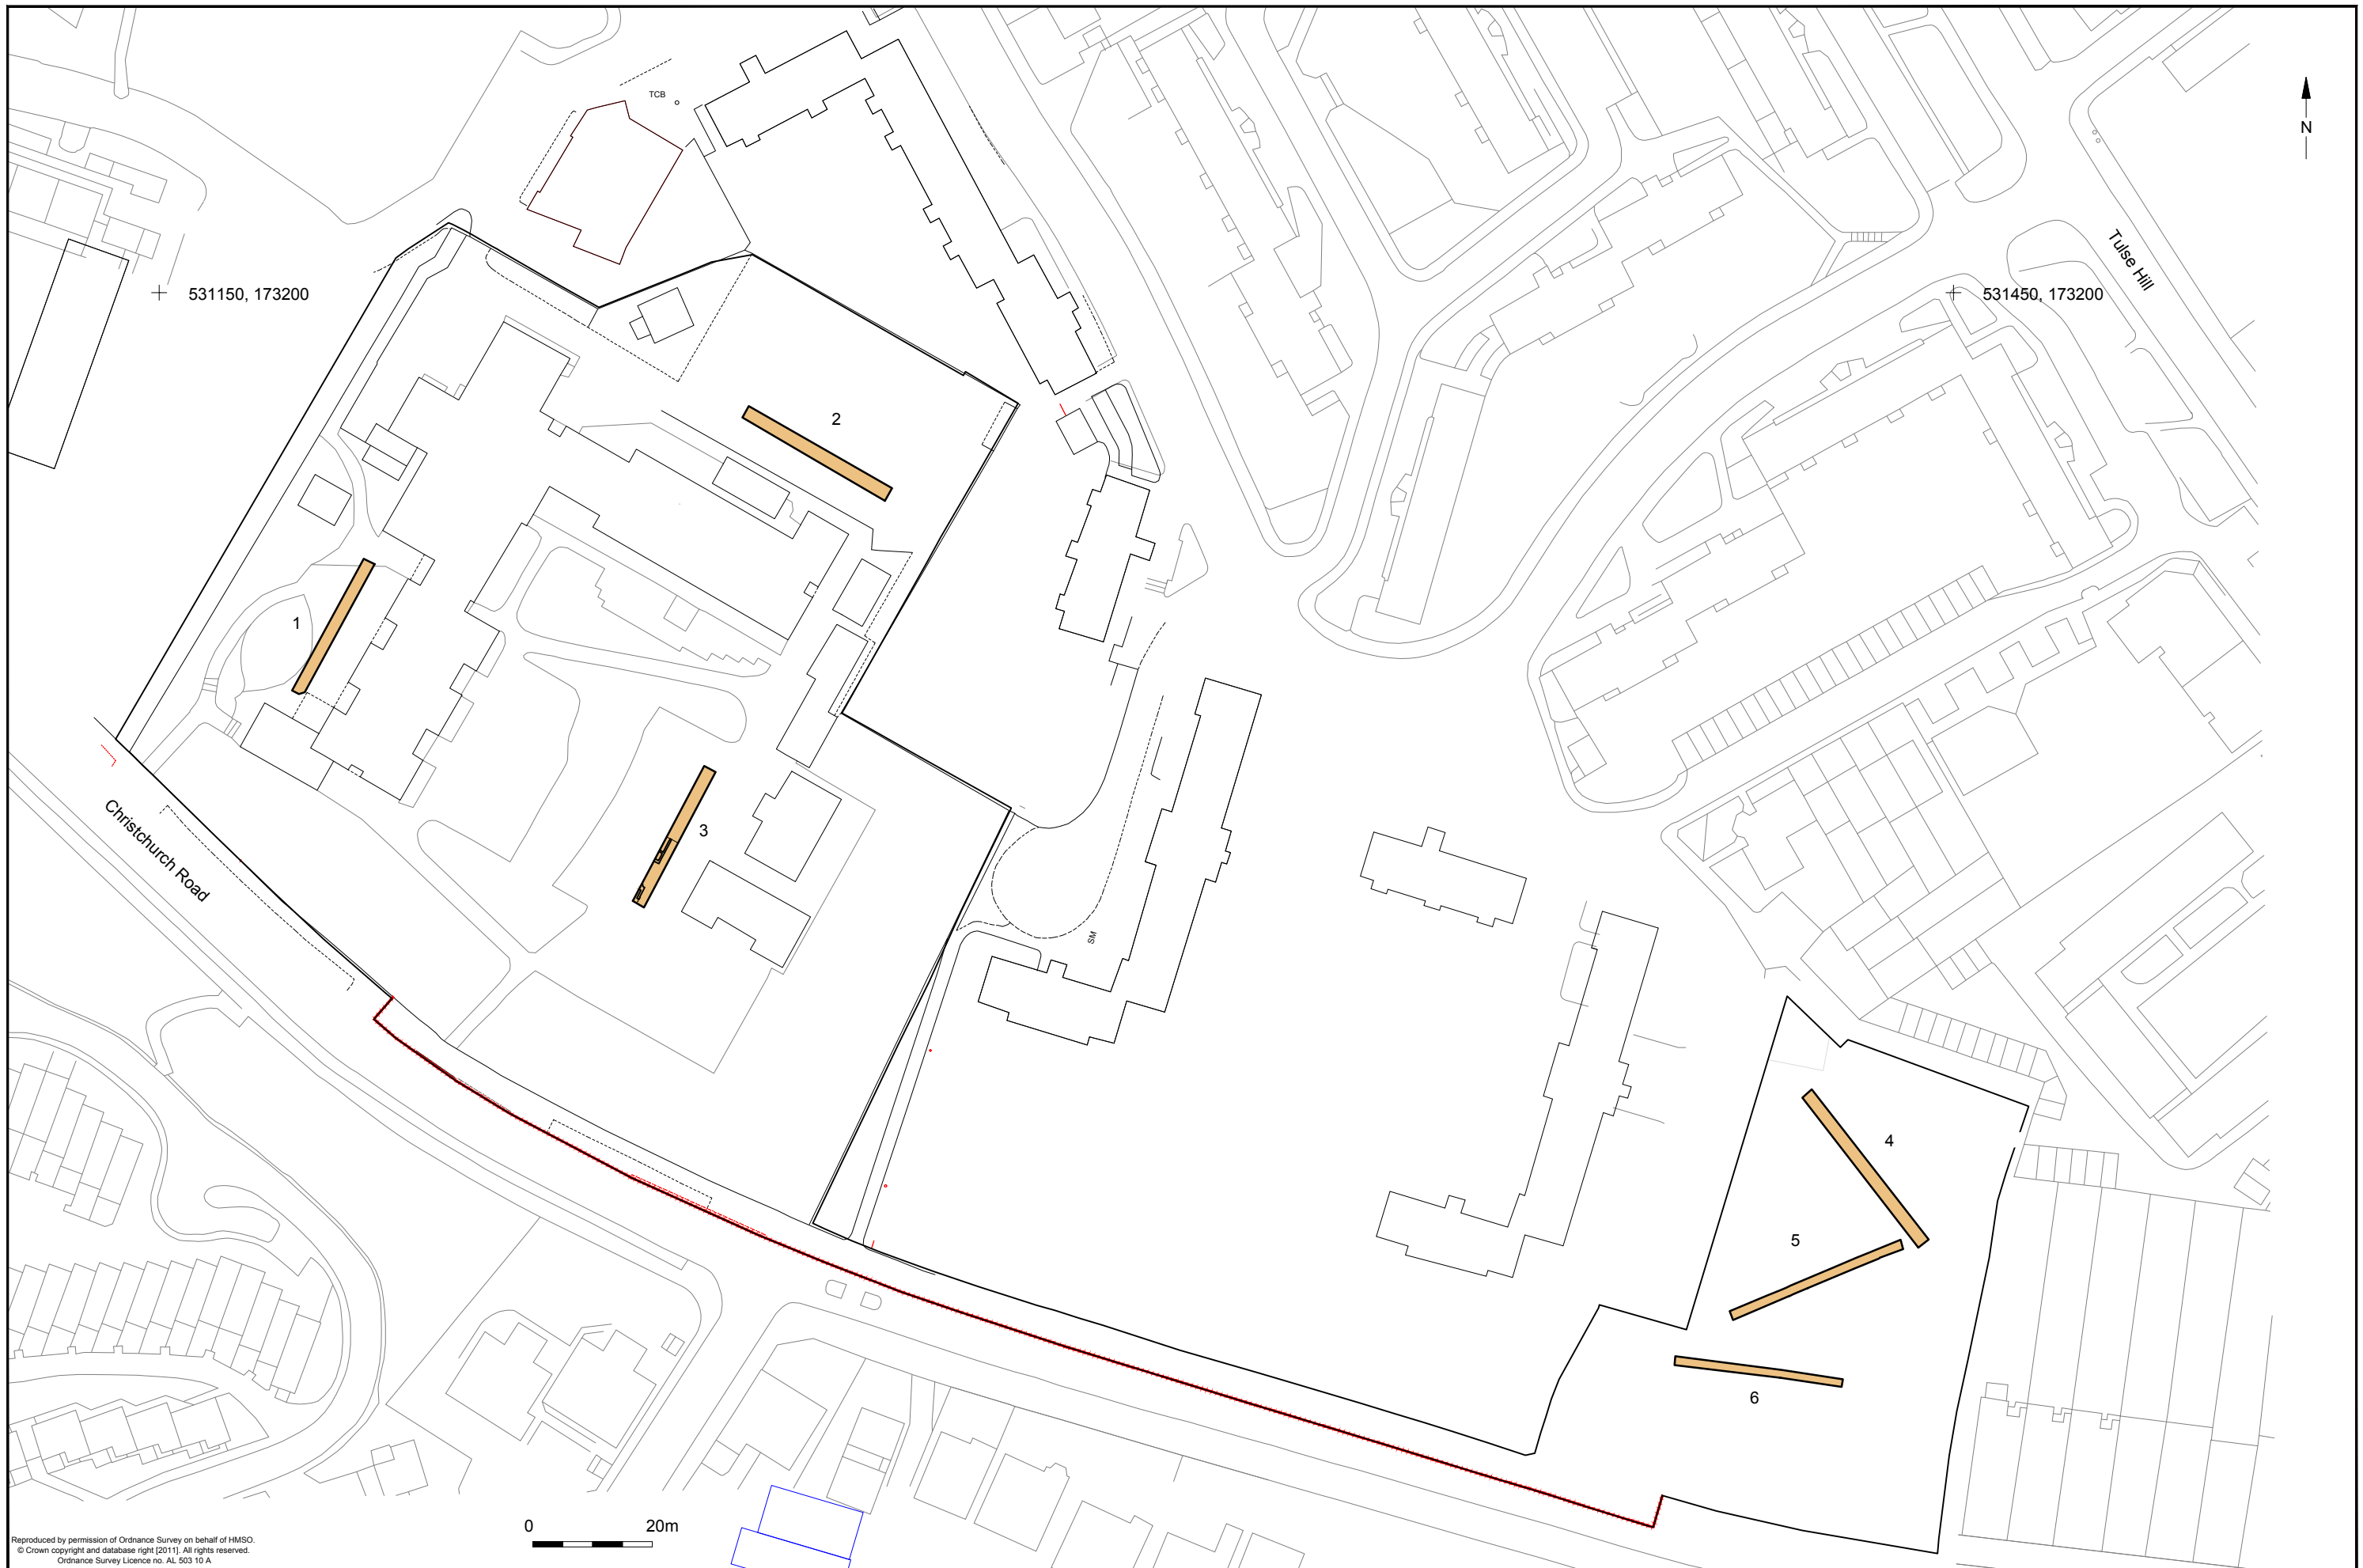 TCB
N
Tulse Hill
531150, 173200
531450, 173200
2
1
3
Christchurch Road
SM
4
5
6
0 20m
Reproduced by permission of Ordnance Survey on behalf of HMSO.
© Crown copyright and database right [2011]. All rights reserved.
Ordnance Survey Licence no. AL 503 10 A